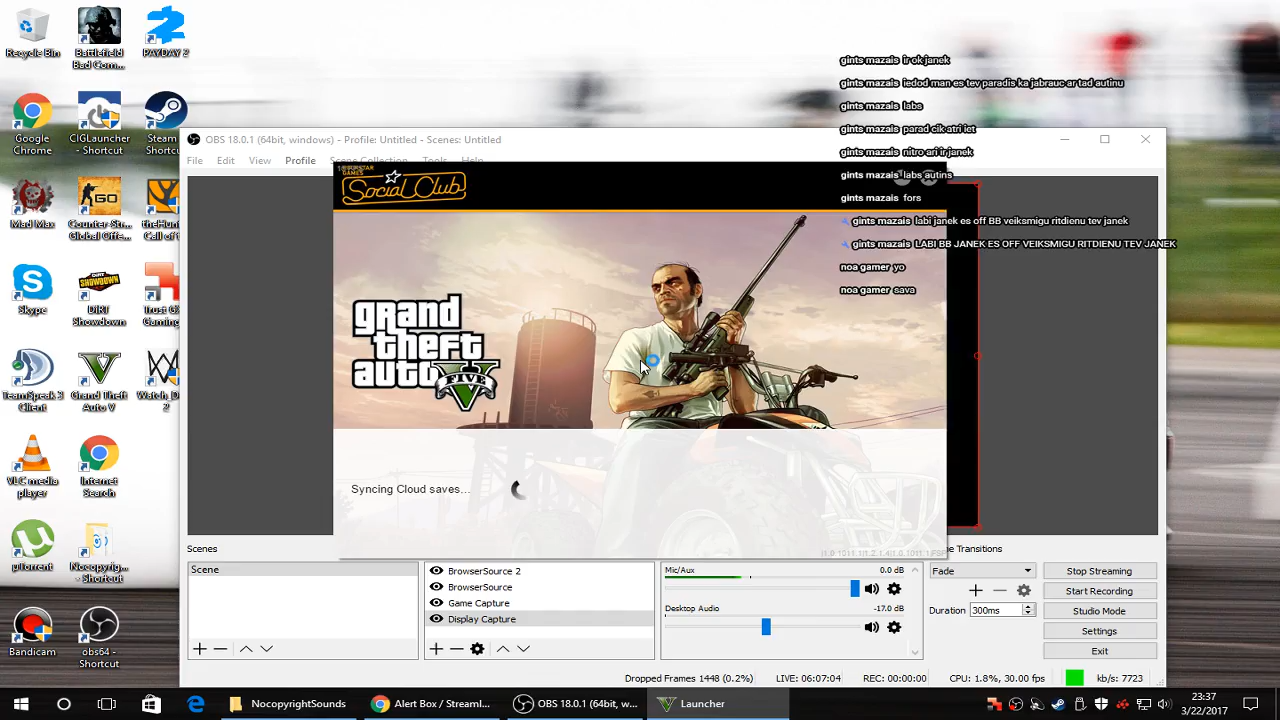 Recycle Bin
Battlefield
Bad Com...
PAYDAY 2
Google
Chrome
CIGLauncher
- Shortcut
Steam
Shortcu
Mad Max
Counter-Str...
Global Offe...
theHunt
Call of t
Skype
DiRT
Showdown
Trust GX
Gaming
TeamSpeak 3
Client
Grand Theft
Auto V
Watch_D
2
VLC media
player
Internet
Search
µTorrent
Nocopyrig...
- Shortcut
Bandicam
obs64 -
Shortcut
OBS 18.0.1 (64bit, windows) - Profile: Untitled - Scenes: Untitled
File Edit View Profile Scene Collection Tools Help
ROCKSTAR
GAMES
Social Club
gints mazais ir ok janek
gints mazais iedod man es tev paradis ka jabrauc ar tad autinu
gints mazais labs
gints mazais parad cik atri iet
gints mazais nitro ari ir janek
gints mazais labs autins
gints mazais fors
gints mazais labi janek es off BB veiksmigu ritdienu tev janek
gints mazais LABI BB JANEK ES OFF VEIKSMIGU RITDIENU TEV JANEK
noa gamer yo
noa gamer sava
grand
theft
auto V
FIVE
Syncing Cloud saves...
Scenes
Scene
BrowserSource 2
BrowserSource
Game Capture
Display Capture
Mic/Aux 0.0 dB
Desktop Audio -17.0 dB
e Transitions
Fade
Duration 300ms
Stop Streaming
Start Recording
Studio Mode
Settings
Exit
Dropped Frames 1448 (0.2%) LIVE: 06:07:04 REC: 00:00:00 CPU: 1.8%, 30.00 fps kb/s: 7723
NocopyrightSounds
Alert Box / Streaml...
OBS 18.0.1 (64bit, w...
Launcher
23:37
3/22/2017